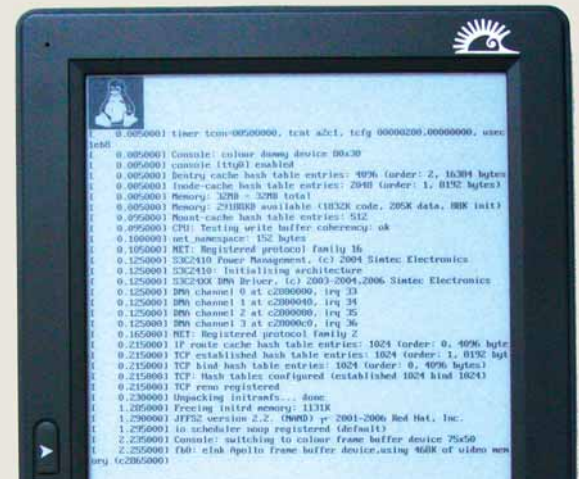 [    0.005000] timer tcon=00500000, tcnt a2c1, tcfg 00000200,00000000, usec
1eb8
[    0.005000] Console: colour dummy device 80x30
[    0.005000] console [tty0] enabled
[    0.005000] Dentry cache hash table entries: 4096 (order: 2, 16384 bytes
[    0.005000] Inode-cache hash table entries: 2048 (order: 1, 8192 bytes)
[    0.005000] Memory: 32MB = 32MB total
[    0.005000] Memory: 29188KB available (1832K code, 205K data, 88K init)
[    0.095000] Mount-cache hash table entries: 512
[    0.095000] CPU: Testing write buffer coherency: ok
[    0.100000] net_namespace: 152 bytes
[    0.105000] NET: Registered protocol family 16
[    0.125000] S3C2410 Power Management, (c) 2004 Simtec Electronics
[    0.125000] S3C2410: Initialising architecture
[    0.125000] S3C24XX DMA Driver, (c) 2003-2004,2006 Simtec Electronics
[    0.125000] DMA channel 0 at c2800000, irq 33
[    0.125000] DMA channel 1 at c2800040, irq 34
[    0.125000] DMA channel 2 at c2800080, irq 35
[    0.125000] DMA channel 3 at c28000c0, irq 36
[    0.165000] NET: Registered protocol family 2
[    0.215000] IP route cache hash table entries: 1024 (order: 0, 4096 byte
[    0.215000] TCP established hash table entries: 1024 (order: 1, 8192 byt
[    0.215000] TCP bind hash table entries: 1024 (order: 0, 4096 bytes)
[    0.215000] TCP: Hash tables configured (established 1024 bind 1024)
[    0.215000] TCP reno registered
[    0.230000] Unpacking initramfs... done
[    1.205000] Freeing initrd memory: 1131K
[    1.290000] JFFS2 version 2.2. (NAND) 2001-2006 Red Hat, Inc.
[    1.295000] io scheduler noop registered (default)
[    2.235000] Console: switching to colour frame buffer device 75x50
[    2.255000] fb0: eInk Apollo frame buffer device,using 468K of video mem
ory (c2865000)